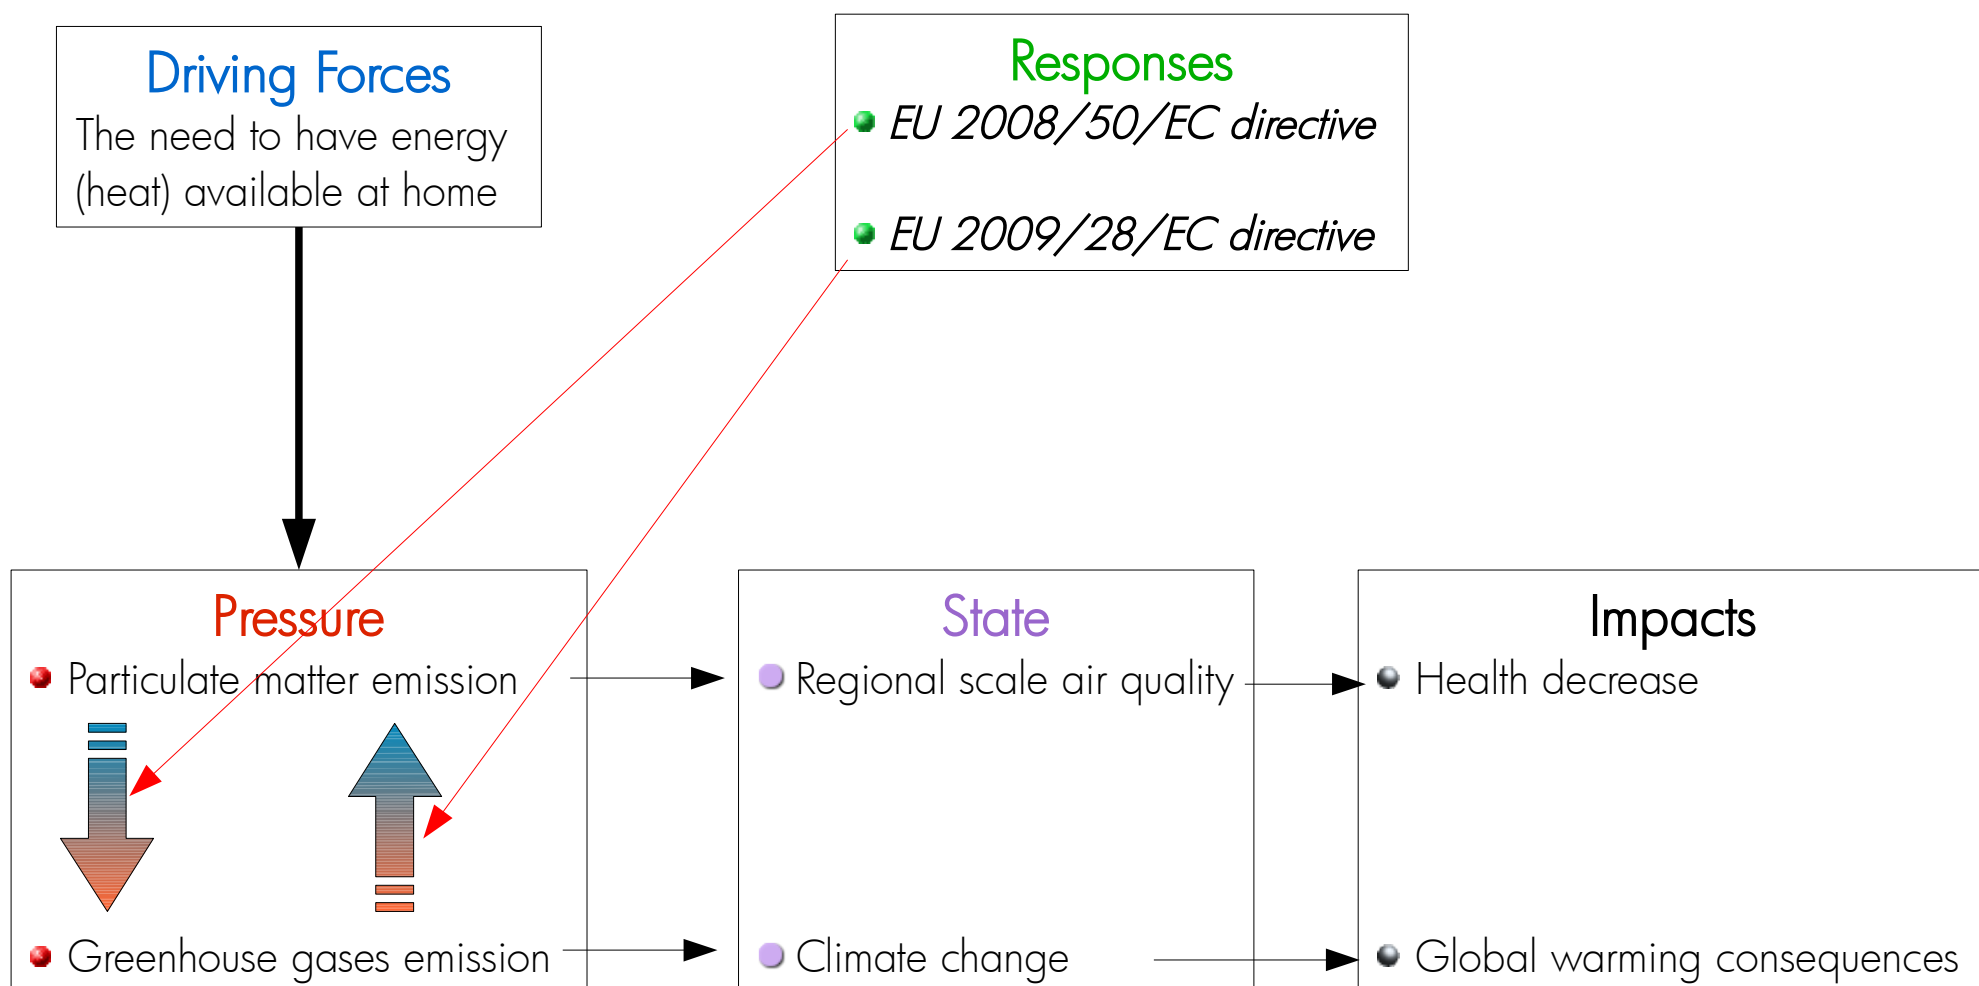 Driving Forces
The need to have energy
(heat) available at home
Responses
EU 2008/50/EC directive
EU 2009/28/EC directive
Pressure
Particulate matter emission
Greenhouse gases emission
State
Regional scale air quality
Climate change
Impacts
Health decrease
Global warming consequences